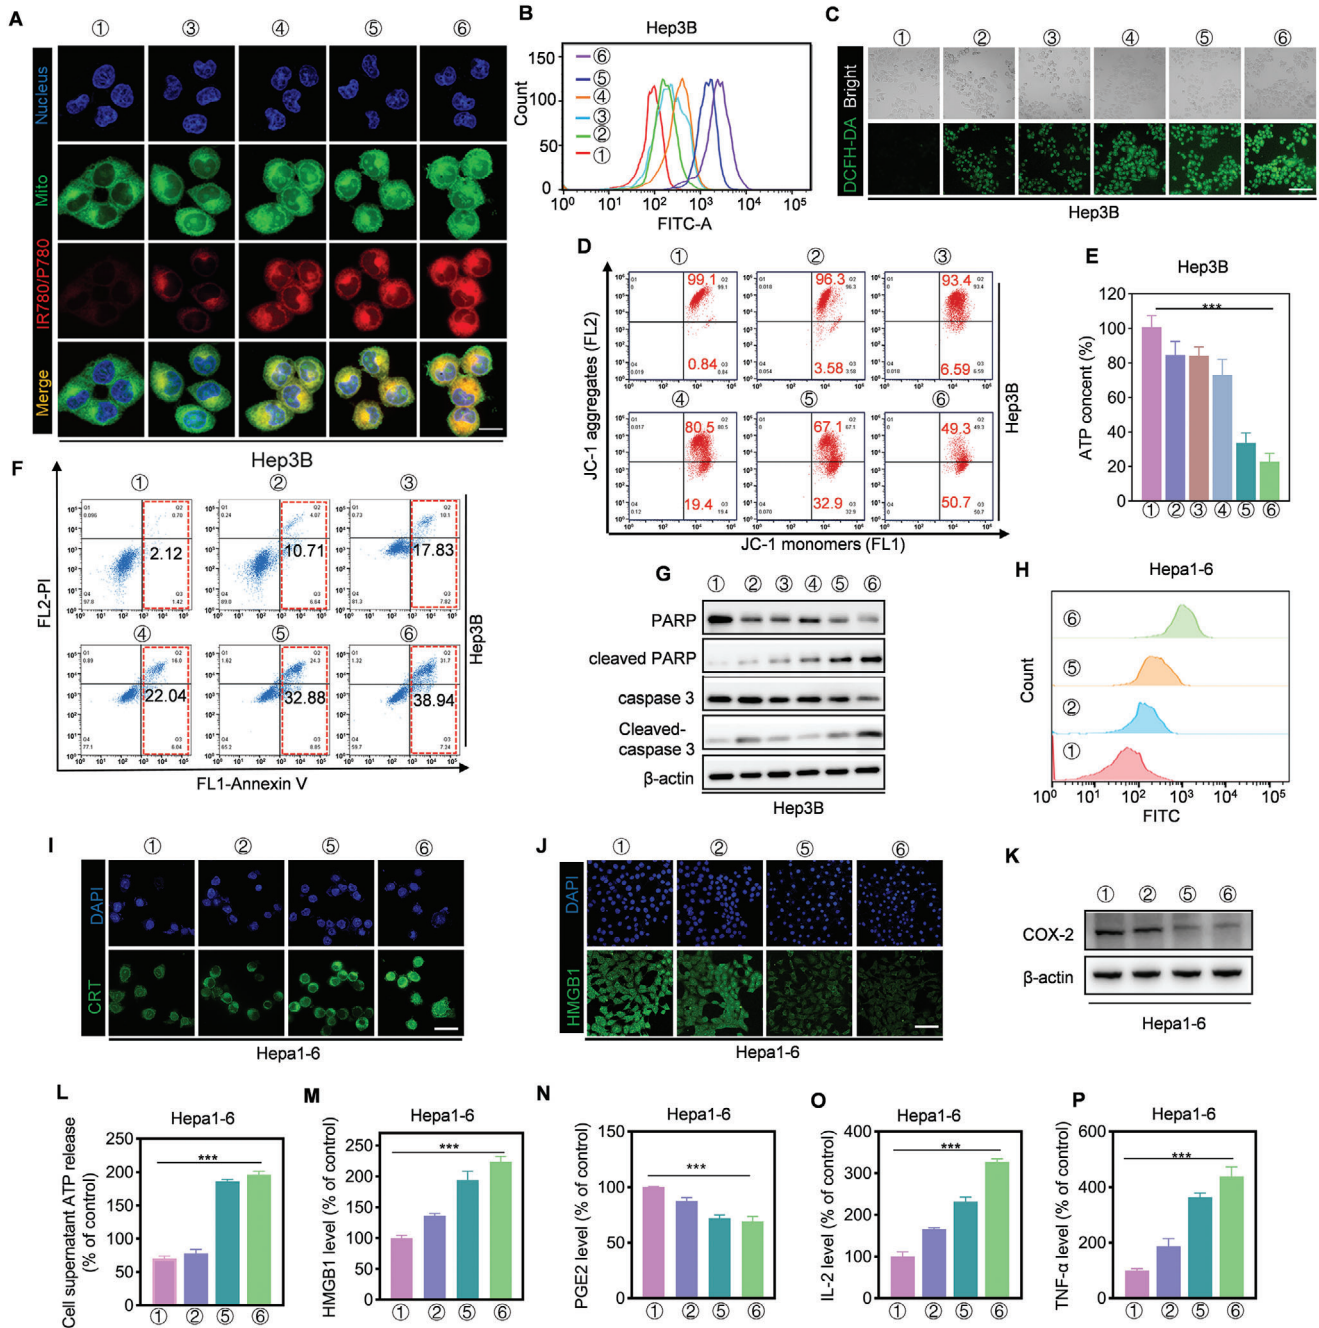 A
① ③ ④ ⑤ ⑥
Nucleus
Mito
IR780/P780
Merge
Hep3B
B
Hep3B
Count
150
100
50
0
⑥
⑤
④
③
②
①
10⁰ 10¹ 10² 10³ 10⁴ 10⁵
FITC-A
C
① ② ③ ④ ⑤ ⑥
Bright
DCFH-DA
Hep3B
D
① ② ③
99.1 96.3 93.4
0.84 3.58 6.59
④ ⑤ ⑥
80.5 67.1 49.3
19.4 32.9 50.7
JC-1 aggregates (FL2)
JC-1 monomers (FL1)
Hep3B
E
Hep3B
***
ATP concent (%)
120
100
80
60
40
20
0
① ② ③ ④ ⑤ ⑥
F
① ② ③
2.12 10.71 17.83
④ ⑤ ⑥
22.04 32.88 38.94
FL2-PI
FL1-Annexin V
Hep3B
G
① ② ③ ④ ⑤ ⑥
PARP
cleaved PARP
caspase 3
Cleaved-
caspase 3
β-actin
Hep3B
H
Hepa1-6
Count
⑥
⑤
②
①
10⁰ 10¹ 10² 10³ 10⁴ 10⁵
FITC
I
① ② ⑤ ⑥
DAPI
CRT
Hepa1-6
J
① ② ⑤ ⑥
DAPI
HMGB1
Hepa1-6
K
① ② ⑤ ⑥
COX-2
β-actin
Hepa1-6
L
Hepa1-6
***
Cell supernatant ATP release
(% of control)
250
200
150
100
50
0
① ② ⑤ ⑥
M
Hepa1-6
***
HMGB1 level (% of control)
250
200
150
100
50
0
① ② ⑤ ⑥
N
Hepa1-6
***
PGE2 level (% of control)
150
100
50
0
① ② ⑤ ⑥
O
Hepa1-6
***
IL-2 level (% of control)
400
300
200
100
0
① ② ⑤ ⑥
P
Hepa1-6
***
TNF-α level (% of control)
600
400
200
0
① ② ⑤ ⑥